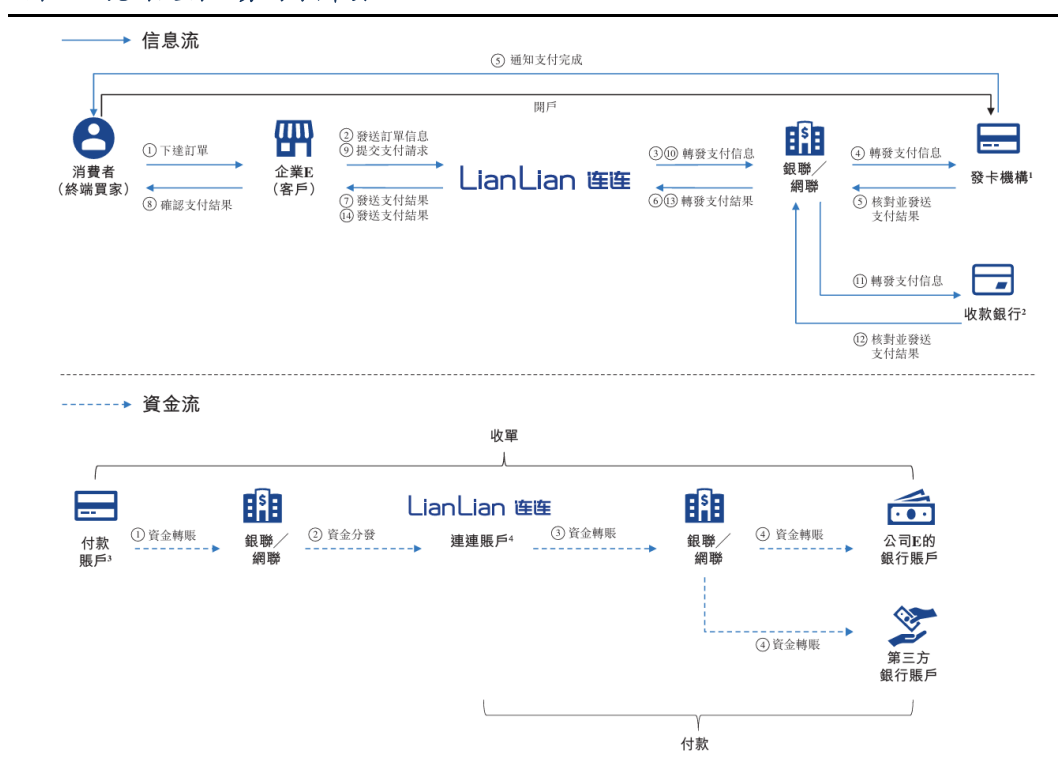 信息流
⑤ 通知支付完成
開戶
消費者
(終端買家)
① 下達訂單
⑧ 確認支付結果
企業E
(客戶)
② 發送訂單信息
⑨ 提交支付請求
⑦ 發送支付結果
⑭ 發送支付結果
LianLian 连连
③⑩ 轉發支付信息
⑥⑬ 轉發支付結果
銀聯/
網聯
④ 轉發支付信息
⑤ 核對並發送
支付結果
發卡機構¹
⑪ 轉發支付信息
收款銀行²
⑫ 核對並發送
支付結果
資金流
收單
付款
賬戶³
① 資金轉賬
銀聯/
網聯
② 資金分發
LianLian 连连
連連賬戶⁴
③ 資金轉賬
銀聯/
網聯
④ 資金轉賬
公司E的
銀行賬戶
④ 資金轉賬
第三方
銀行賬戶
付款